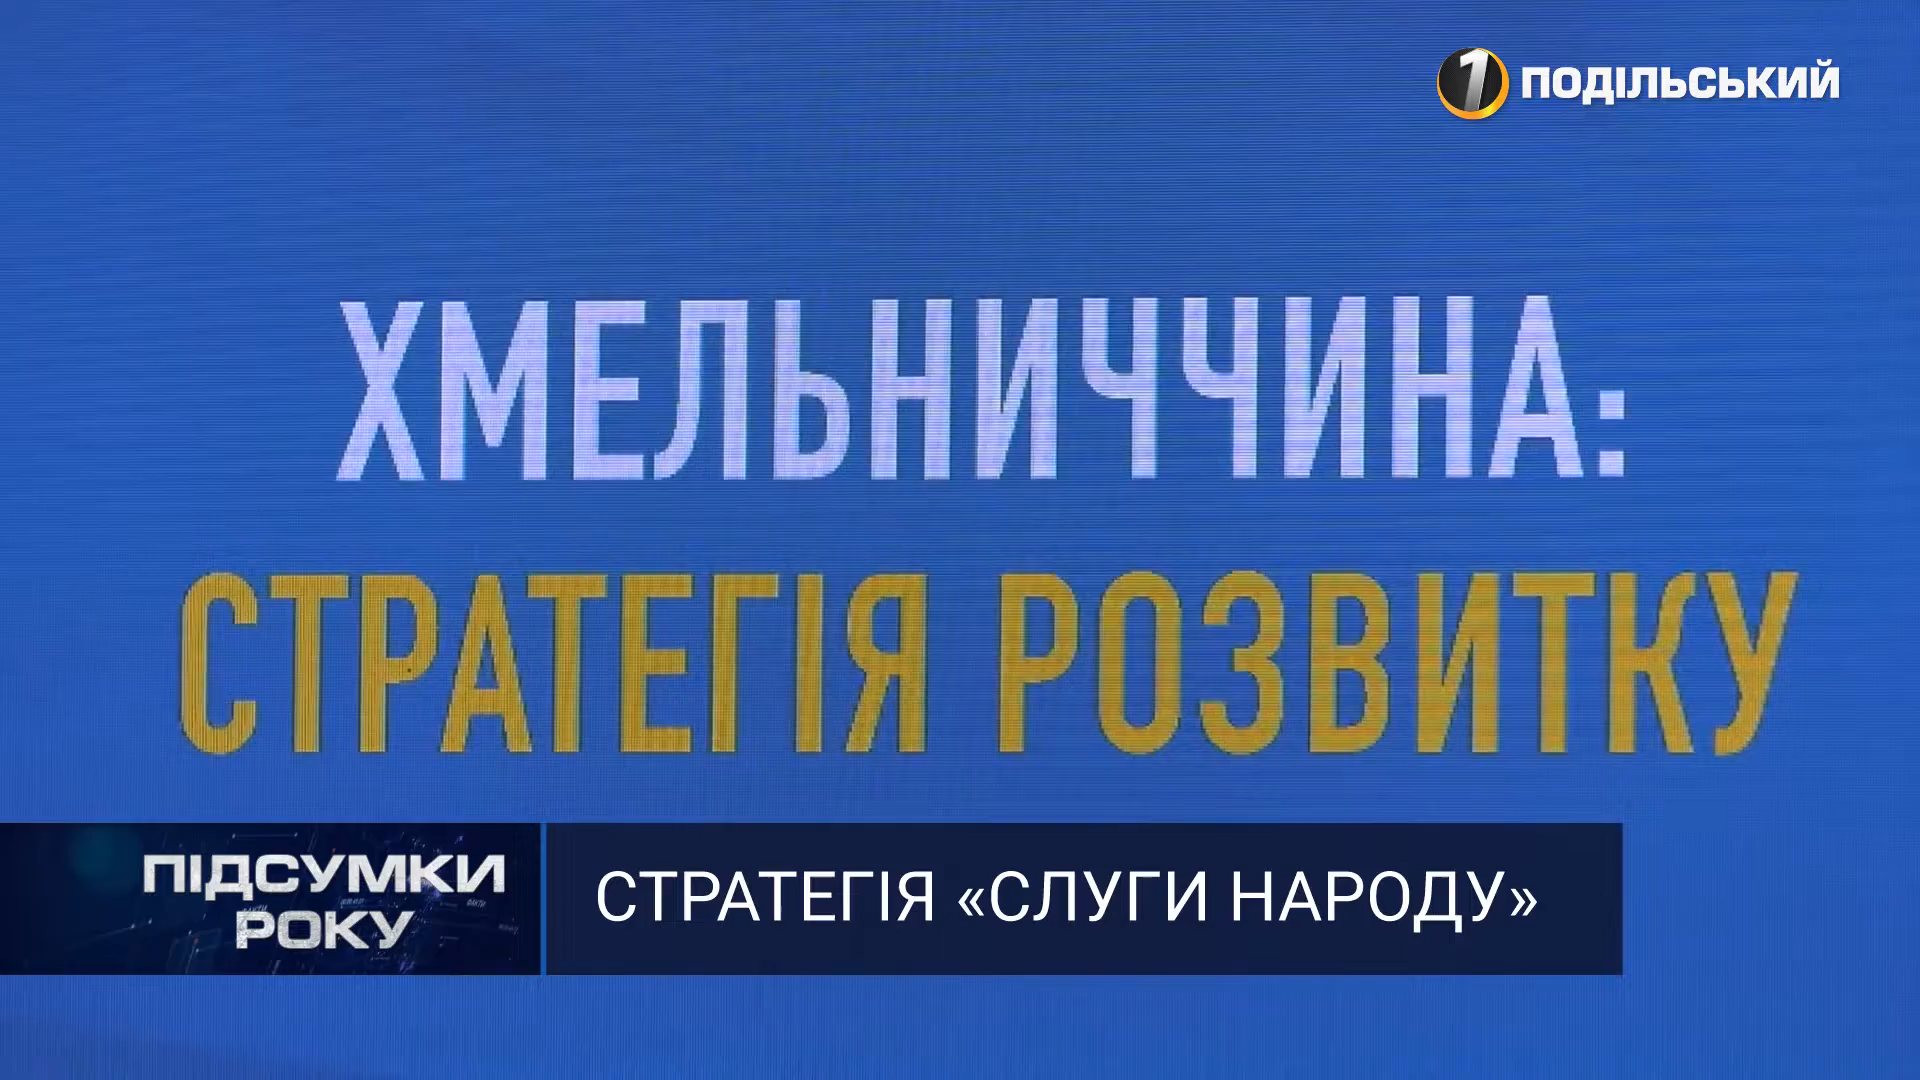 1 ПОДІЛЬСЬКИЙ
ХМЕЛЬНИЧЧИНА:
СТРАТЕГІЯ РОЗВИТКУ
ПІДСУМКИ
РОКУ
СТРАТЕГІЯ «СЛУГИ НАРОДУ»